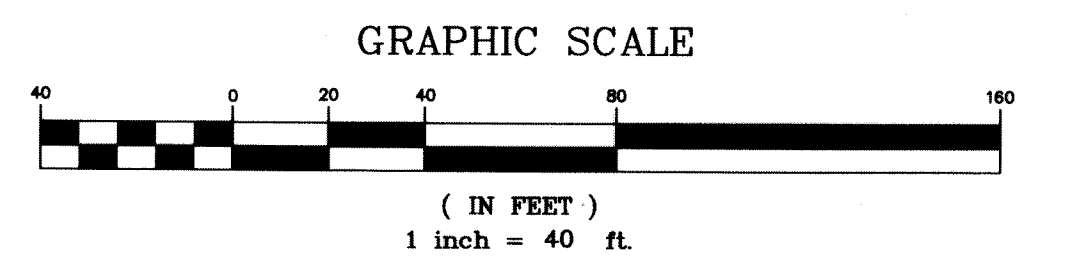 GRAPHIC SCALE
40 0 20 40 80 160
( IN FEET )
1 inch = 40 ft.